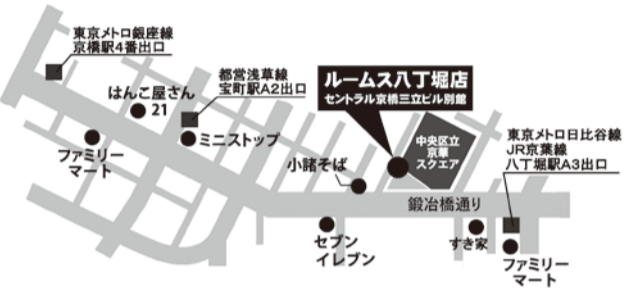 東京メトロ銀座線
京橋駅4番出口
はんこ屋さん
21
都営浅草線
宝町駅A2出口
ルームス八丁堀店
セントラル京橋三立ビル別館
ファミリー
マート
ミニストップ
小諸そば
中央区立
京華
スクエア
東京メトロ日比谷線
JR京葉線
八丁堀駅A3出口
鍛冶橋通り
セブン
イレブン
すき家
ファミリー
マート